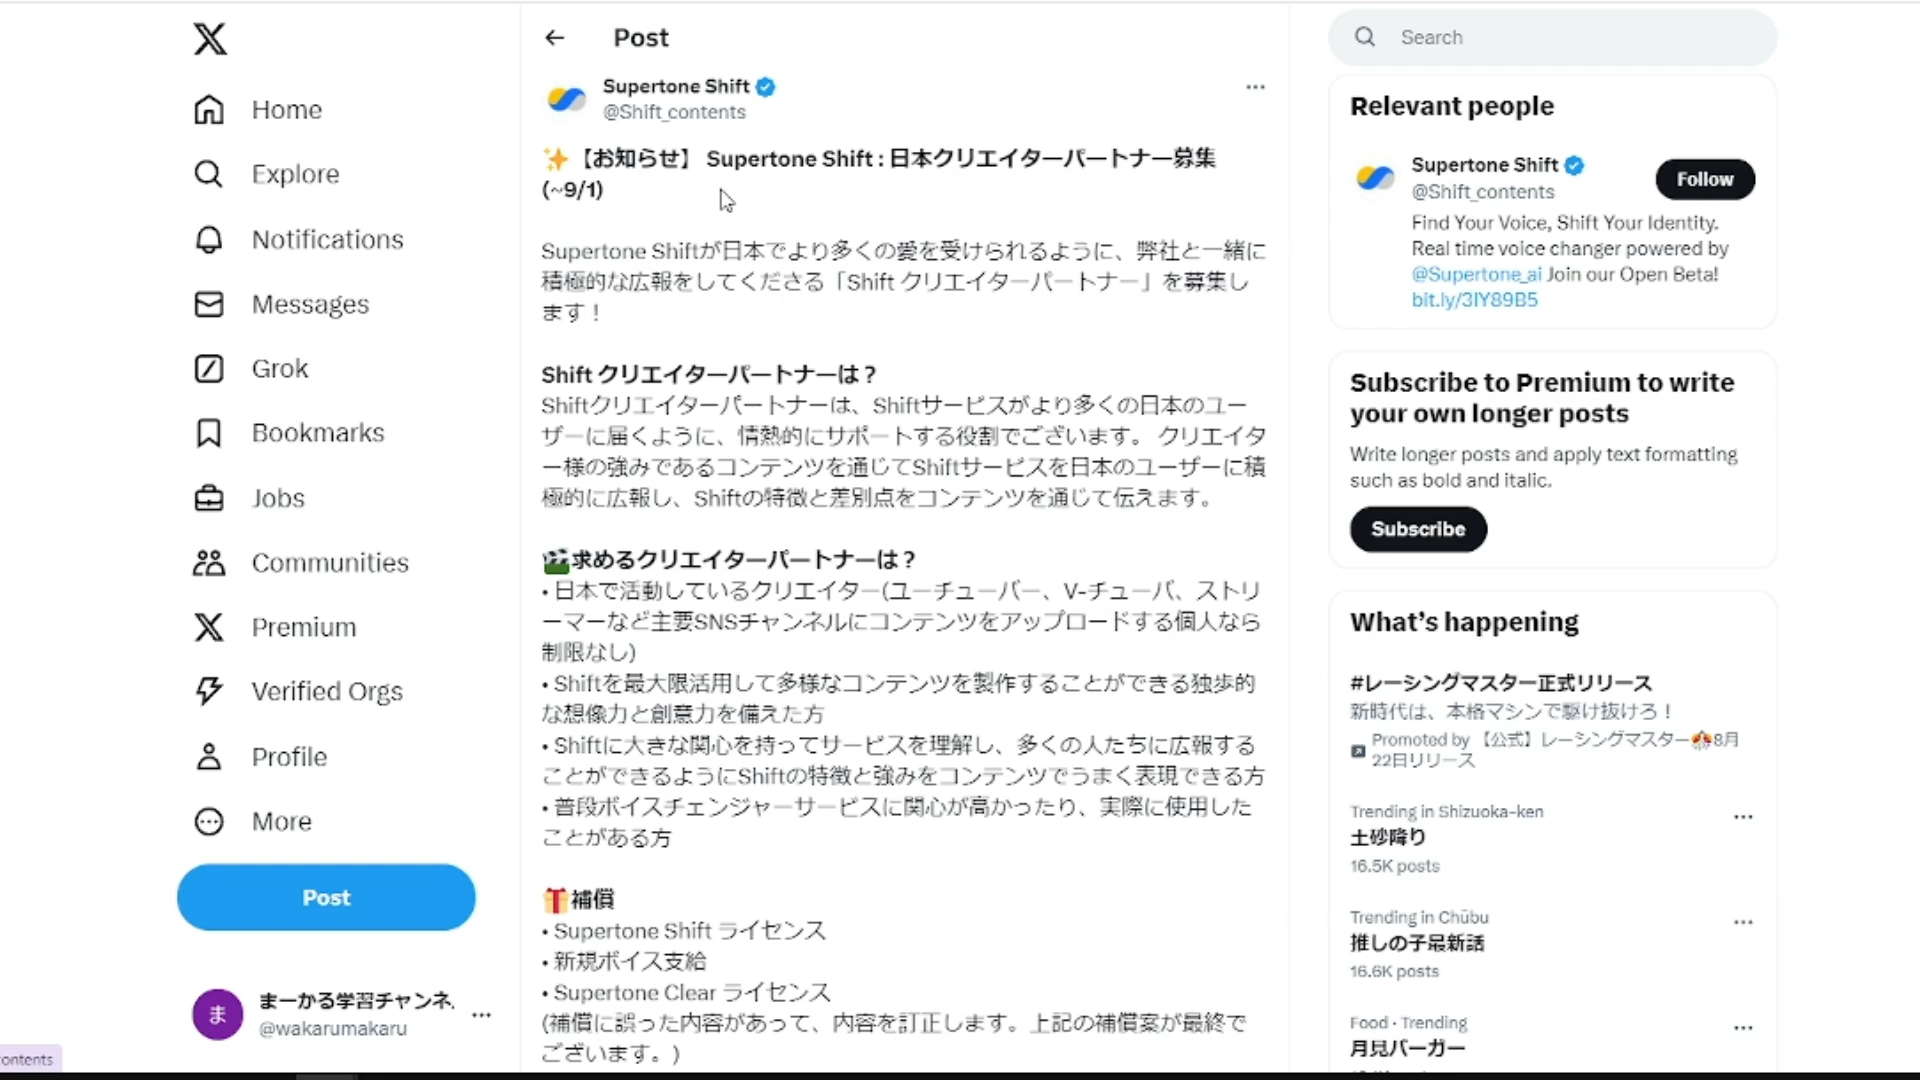 Home
Explore
Notifications
Messages
Grok
Bookmarks
Jobs
Communities
Premium
Verified Orgs
Profile
More
Post
ま
まーかる学習チャンネ.
@wakarumakaru
ontents
Post
Supertone Shift
@Shift_contents
✨【お知らせ】 Supertone Shift : 日本クリエイターパートナー募集
(~9/1)
Supertone Shiftが日本でより多くの愛を受けられるように、弊社と一緒に
積極的な広報をしてくださる「Shift クリエイターパートナー」を募集し
ます！
Shift クリエイターパートナーは？
Shiftクリエイターパートナーは、Shiftサービスがより多くの日本のユー
ザーに届くように、情熱的にサポートする役割でございます。 クリエイタ
ー様の強みであるコンテンツを通じてShiftサービスを日本のユーザーに積
極的に広報し、Shiftの特徴と差別点をコンテンツを通じて伝えます。
🎬求めるクリエイターパートナーは？
• 日本で活動しているクリエイター(ユーチューバー、V-チューバ、ストリ
ーマーなど主要SNSチャンネルにコンテンツをアップロードする個人なら
制限なし)
• Shiftを最大限活用して多様なコンテンツを製作することができる独歩的
な想像力と創意力を備えた方
• Shiftに大きな関心を持ってサービスを理解し、多くの人たちに広報する
ことができるようにShiftの特徴と強みをコンテンツでうまく表現できる方
• 普段ボイスチェンジャーサービスに関心が高かったり、実際に使用した
ことがある方
🎁補償
• Supertone Shift ライセンス
• 新規ボイス支給
• Supertone Clear ライセンス
(補償に誤った内容があって、内容を訂正します。上記の補償案が最終で
ございます。)
Search
Relevant people
Supertone Shift
@Shift_contents
Follow
Find Your Voice, Shift Your Identity.
Real time voice changer powered by
@Supertone_ai Join our Open Beta!
bit.ly/3IY89B5
Subscribe to Premium to write
your own longer posts
Write longer posts and apply text formatting
such as bold and italic.
Subscribe
What's happening
#レーシングマスター正式リリース
新時代は、本格マシンで駆け抜けろ！
Promoted by 【公式】レーシングマスター🎊8月
22日リリース
Trending in Shizuoka-ken
土砂降り
16.5K posts
Trending in Chūbu
推しの子最新話
16.6K posts
Food · Trending
月見バーガー